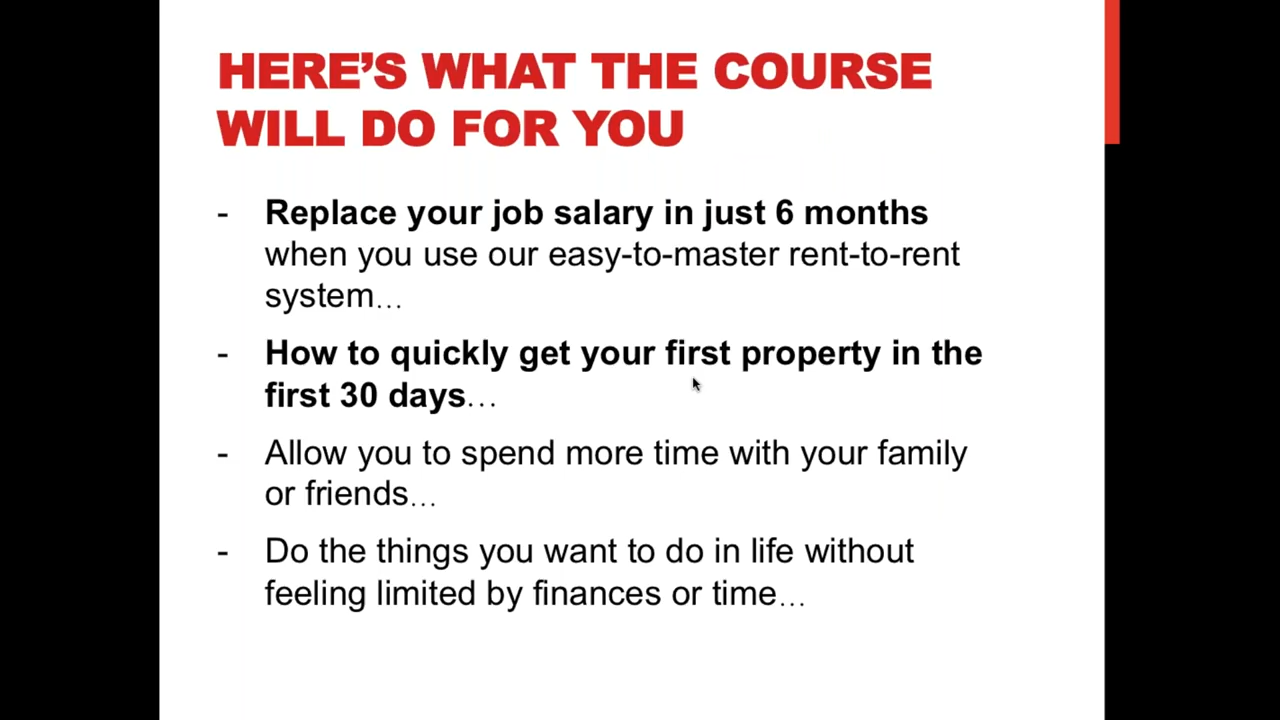 HERE'S WHAT THE COURSE
WILL DO FOR YOU
- Replace your job salary in just 6 months
when you use our easy-to-master rent-to-rent
system...
- How to quickly get your first property in the
first 30 days...
- Allow you to spend more time with your family
or friends...
- Do the things you want to do in life without
feeling limited by finances or time...